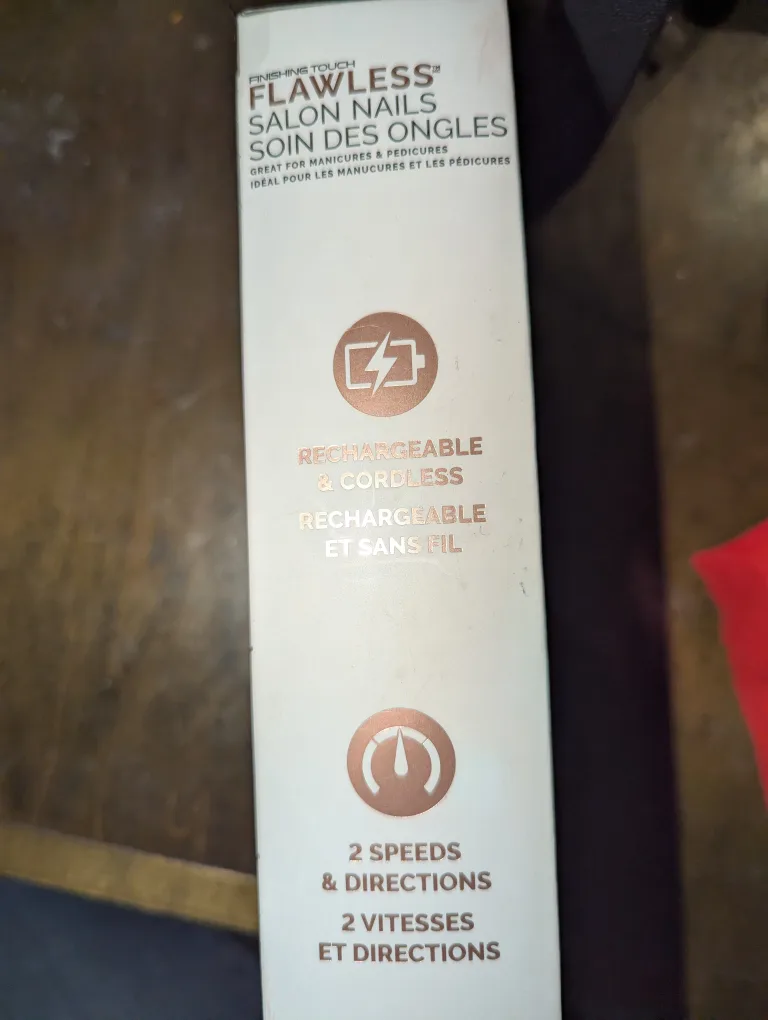 FINISHING TOUCH
FLAWLESS™
SALON NAILS
SOIN DES ONGLES
GREAT FOR MANICURES & PEDICURES
IDÉAL POUR LES MANUCURES ET LES PÉDICURES
RECHARGEABLE
& CORDLESS
RECHARGEABLE
ET SANS FIL
2 SPEEDS
& DIRECTIONS
2 VITESSES
ET DIRECTIONS